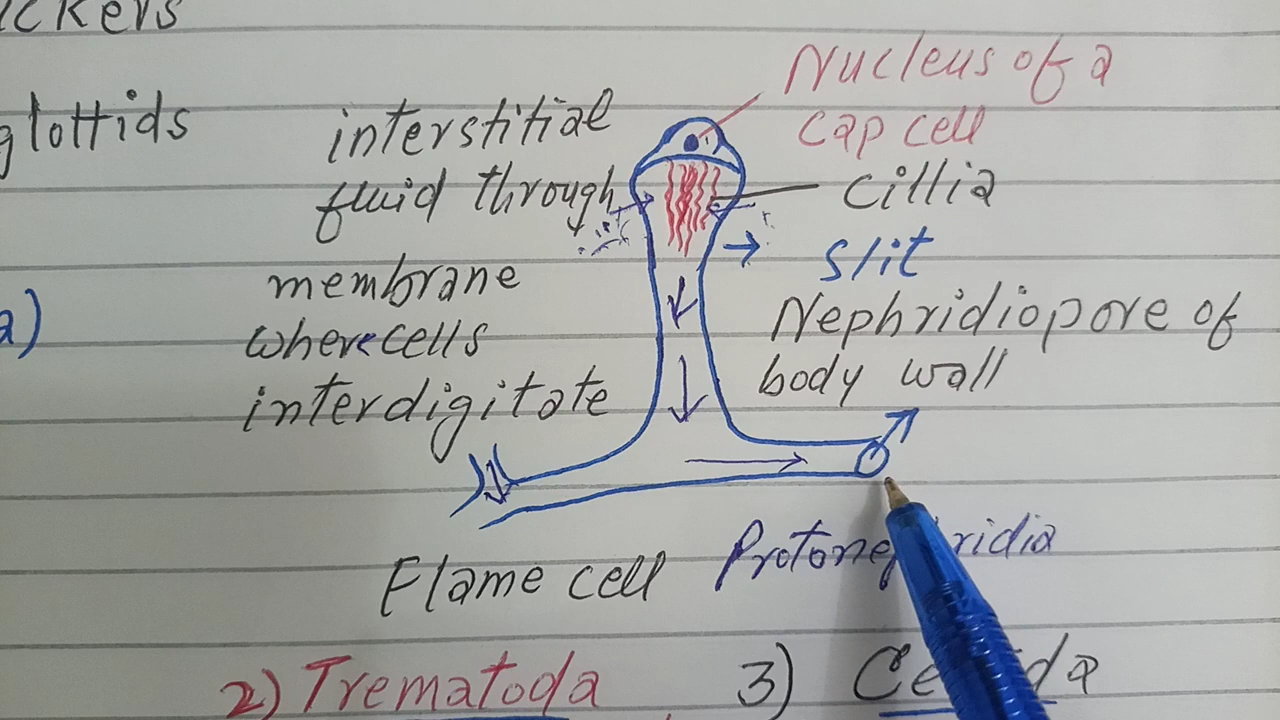 ickers
glottids
a)
interstitial
fluid through
membrane
where cells
interdigitate
Nucleus of a
cap cell
cillia
slit
Nephridiopore of
body wall
Flame cell
2) Trematoda
3)